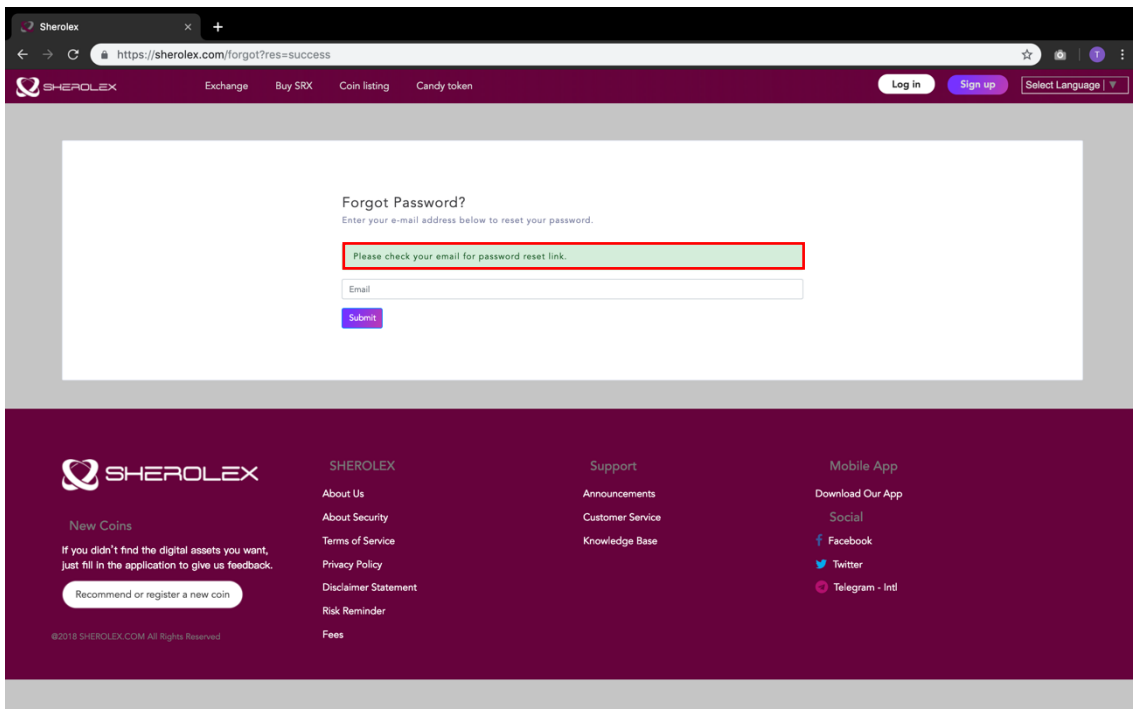 Sherolex
https://sherolex.com/forgot?res=success
T
SHEROLEX
Exchange
Buy SRX
Coin listing
Candy token
Log in
Sign up
Select Language | ▼
Forgot Password?
Enter your e-mail address below to reset your password.
Please check your email for password reset link.
Email
Submit
SHEROLEX
New Coins
If you didn't find the digital assets you want,
just fill in the application to give us feedback.
Recommend or register a new coin
©2018 SHEROLEX.COM All Rights Reserved
SHEROLEX
About Us
About Security
Terms of Service
Privacy Policy
Disclaimer Statement
Risk Reminder
Fees
Support
Announcements
Customer Service
Knowledge Base
Mobile App
Download Our App
Social
Facebook
Twitter
Telegram - Intl